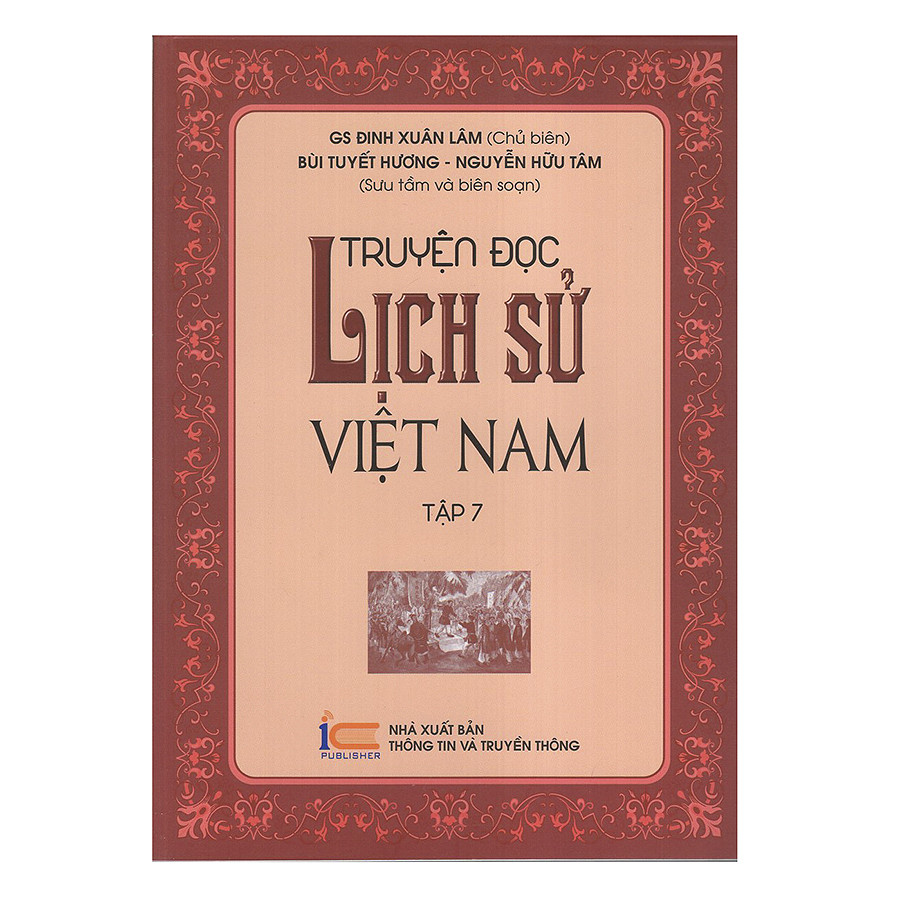 GS ĐINH XUÂN LÂM (Chủ biên)
BÙI TUYẾT HƯƠNG - NGUYỄN HỮU TÂM
(Sưu tầm và biên soạn)
TRUYỆN ĐỌC
LỊCH SỬ
VIỆT NAM
TẬP 7
ic
PUBLISHER
NHÀ XUẤT BẢN
THÔNG TIN VÀ TRUYỀN THÔNG